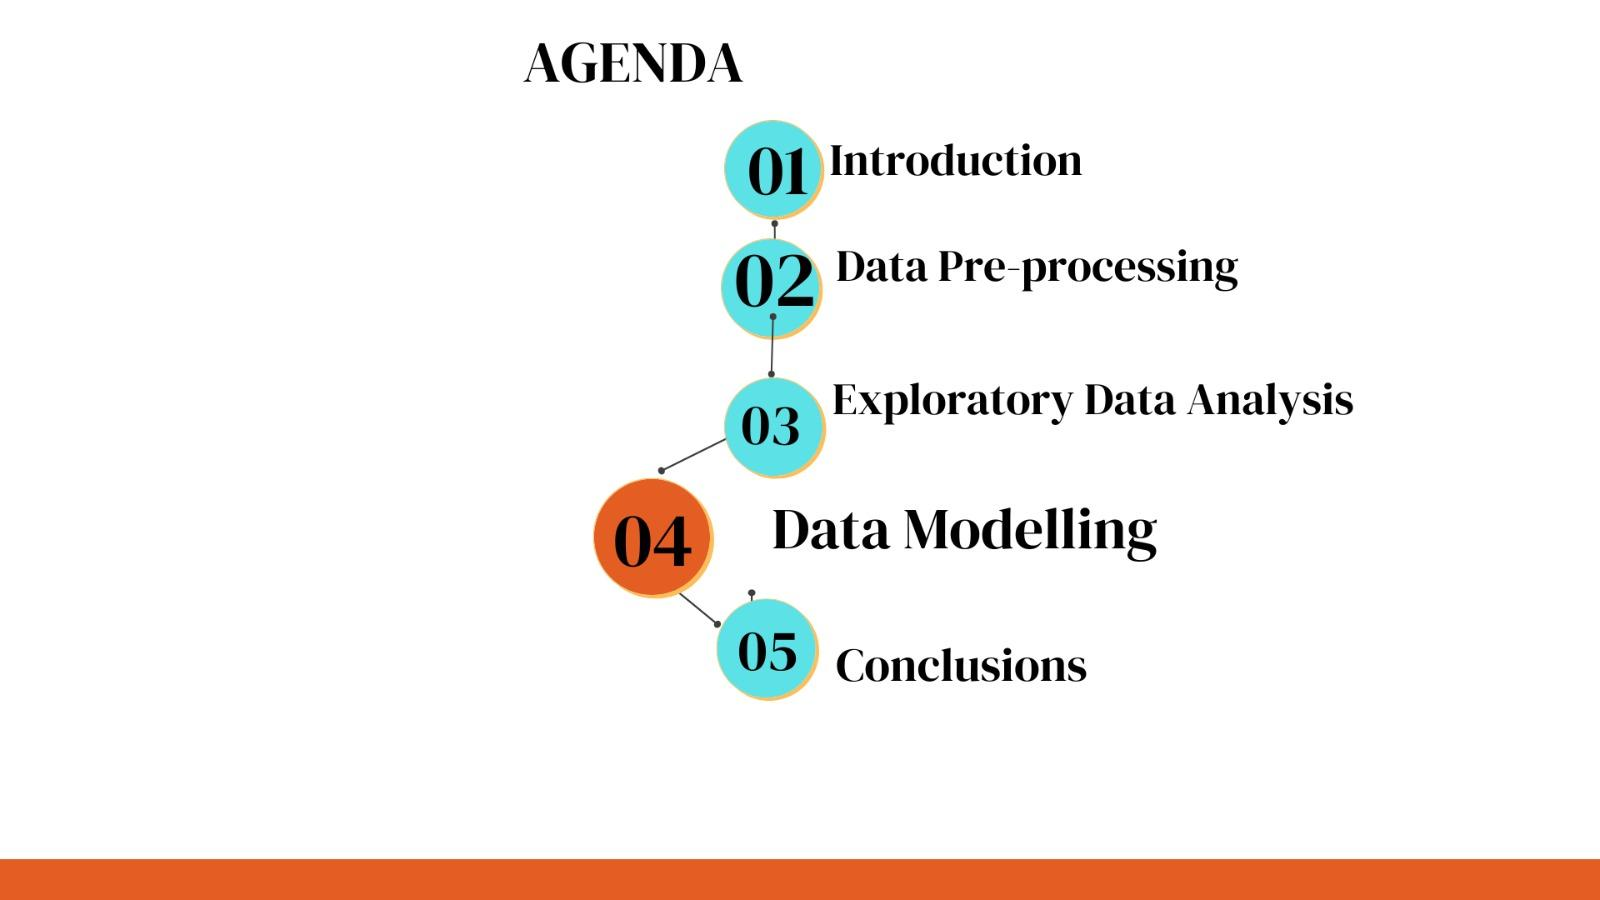 AGENDA
01 Introduction
02 Data Pre-processing
03 Exploratory Data Analysis
04 Data Modelling
05 Conclusions